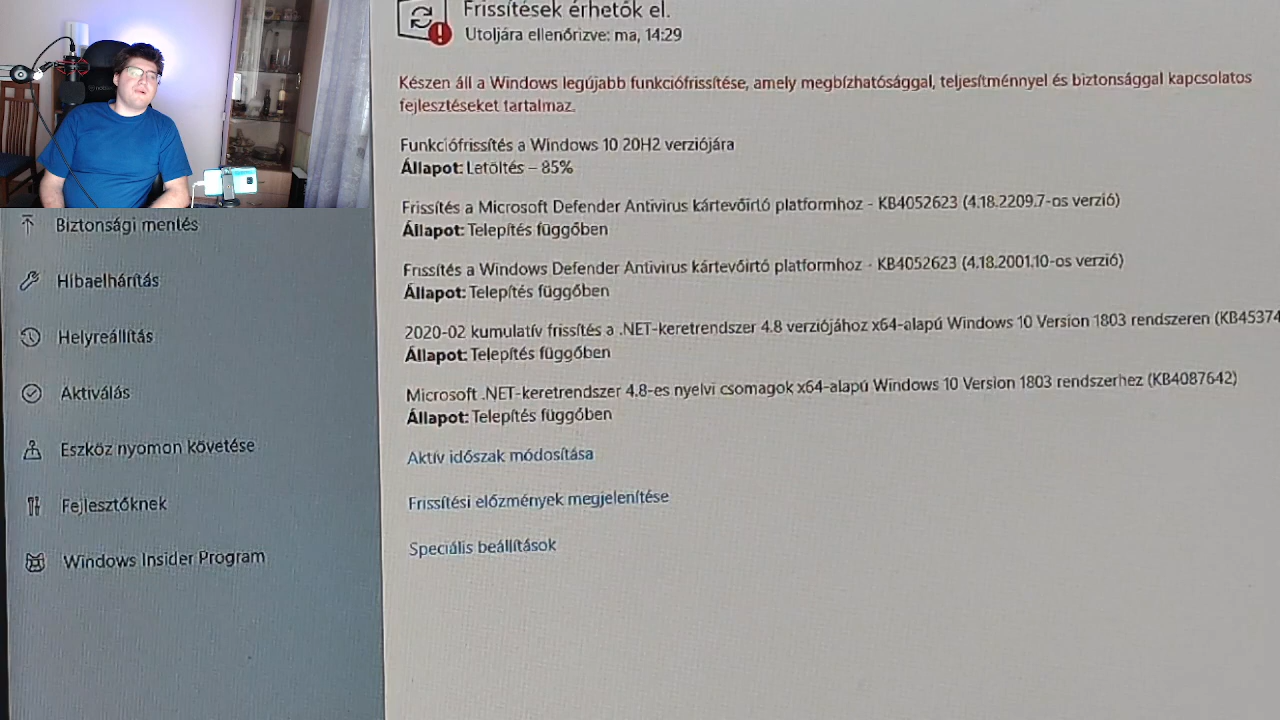 Frissítések érhetők el.
Utoljára ellenőrizve: ma, 14:29
Készen áll a Windows legújabb funkciófrissítése, amely megbízhatósággal, teljesítménnyel és biztonsággal kapcsolatos
fejlesztéseket tartalmaz.
Funkciófrissítés a Windows 10 20H2 verziójára
Állapot: Letöltés – 85%
Frissítés a Microsoft Defender Antivirus kártevőirtó platformhoz - KB4052623 (4.18.2209.7-os verzió)
Állapot: Telepítés függőben
Frissítés a Windows Defender Antivirus kártevőirtó platformhoz - KB4052623 (4.18.2001.10-os verzió)
Állapot: Telepítés függőben
2020-02 kumulatív frissítés a .NET-keretrendszer 4.8 verziójához x64-alapú Windows 10 Version 1803 rendszeren (KB45374
Állapot: Telepítés függőben
Microsoft .NET-keretrendszer 4.8-es nyelvi csomagok x64-alapú Windows 10 Version 1803 rendszerhez (KB4087642)
Állapot: Telepítés függőben
Aktív időszak módosítása
Frissítési előzmények megjelenítése
Speciális beállítások
Biztonsági mentés
Hibaelhárítás
Helyreállítás
Aktiválás
Eszköz nyomon követése
Fejlesztőknek
Windows Insider Program